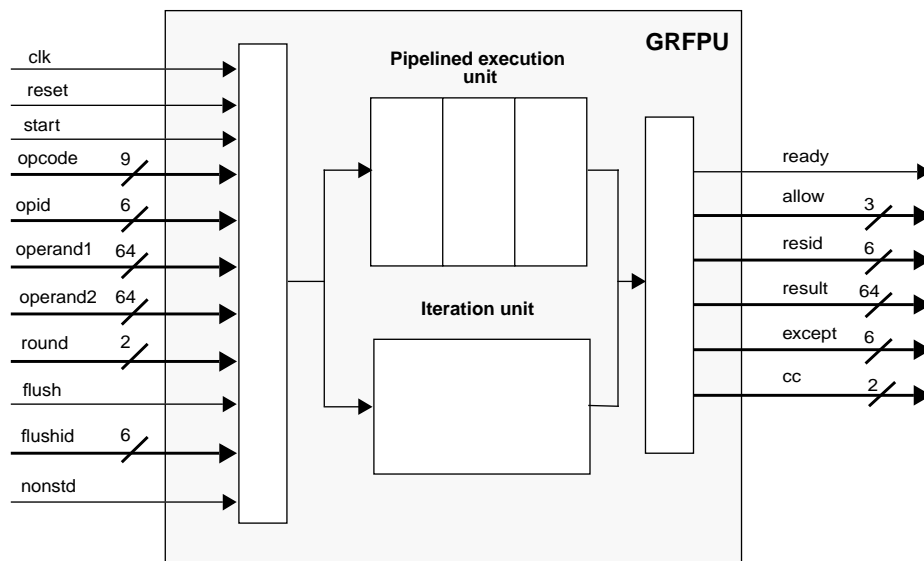 GRFPU
Pipelined execution
unit
clk
reset
start
opcode 9
opid 6
operand1 64
operand2 64
round 2
flush
flushid 6
nonstd
Iteration unit
ready
allow 3
resid 6
result 64
except 6
cc 2